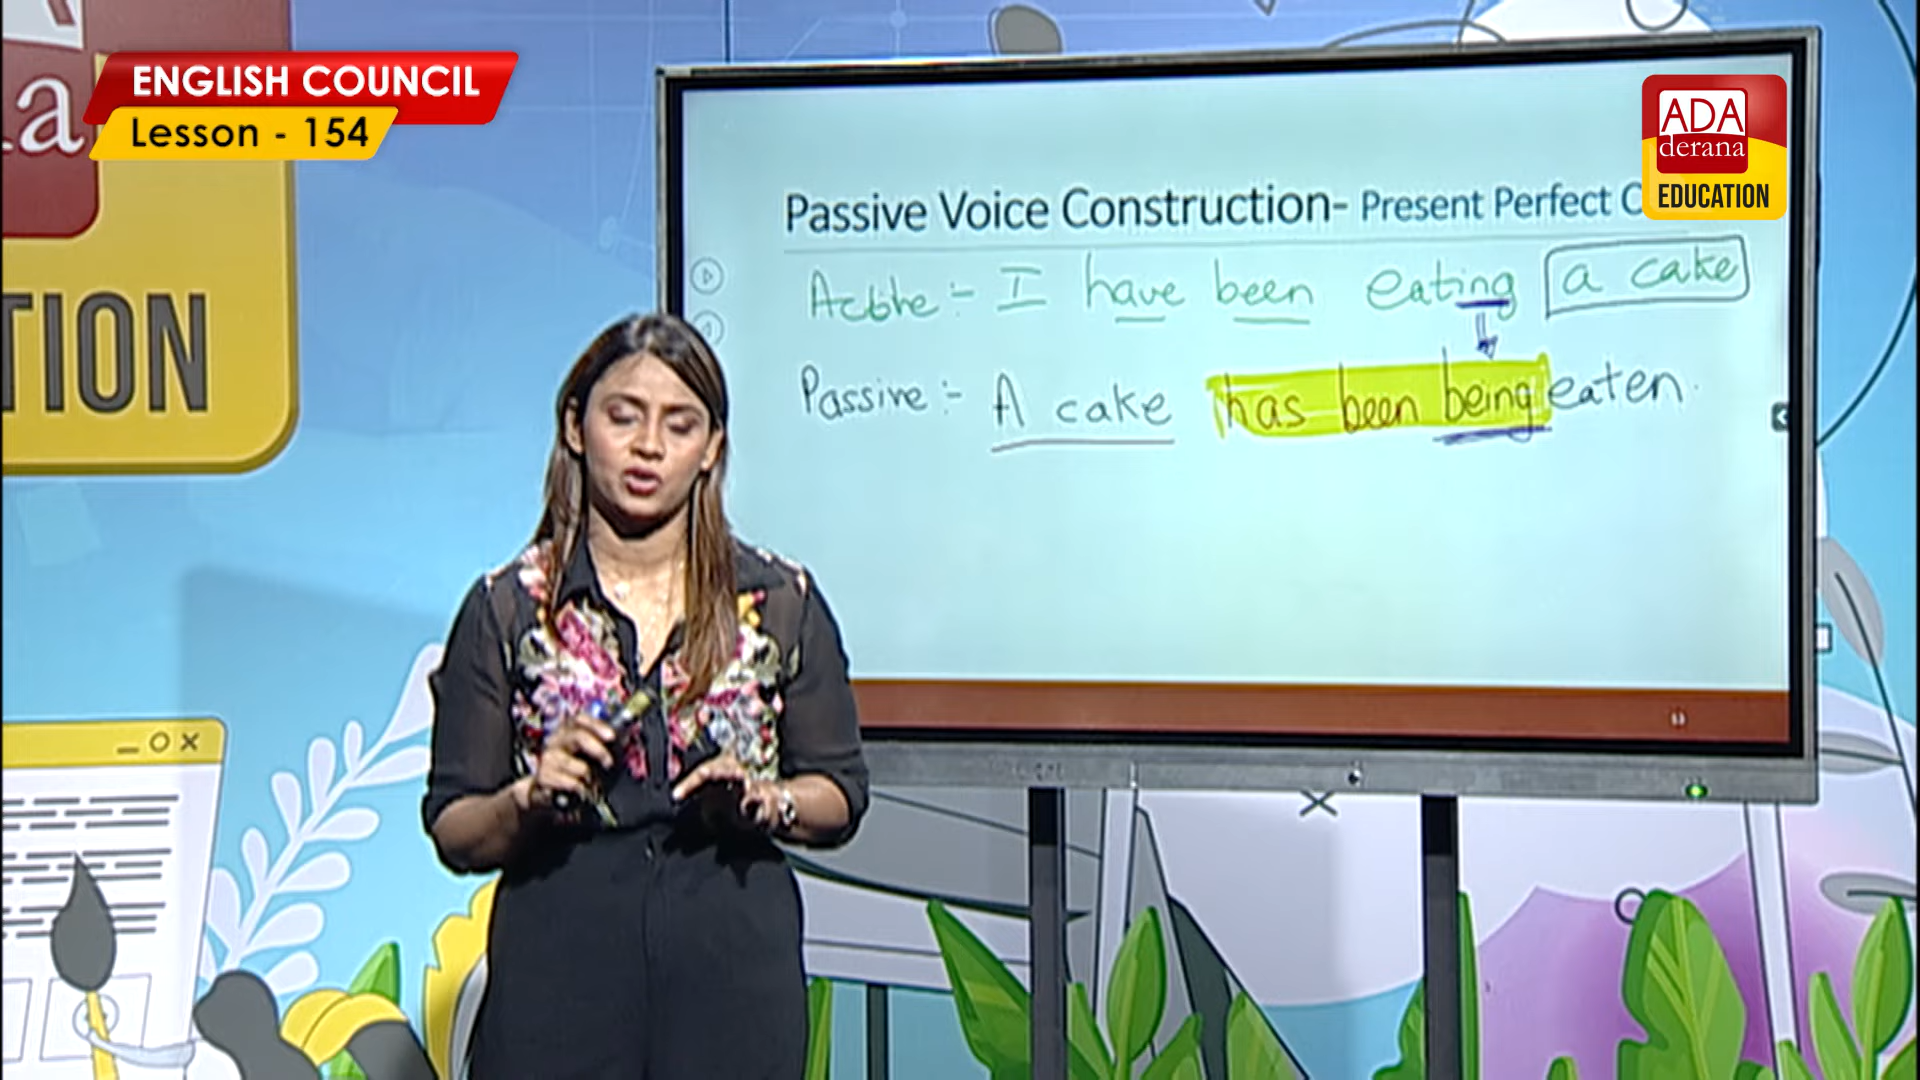 ENGLISH COUNCIL
Lesson - 154
ADA
derana
EDUCATION
a
TION
Passive Voice Construction- Present Perfect C
Active :- I have been eating a cake
Passive :- A cake has been being eaten.
13